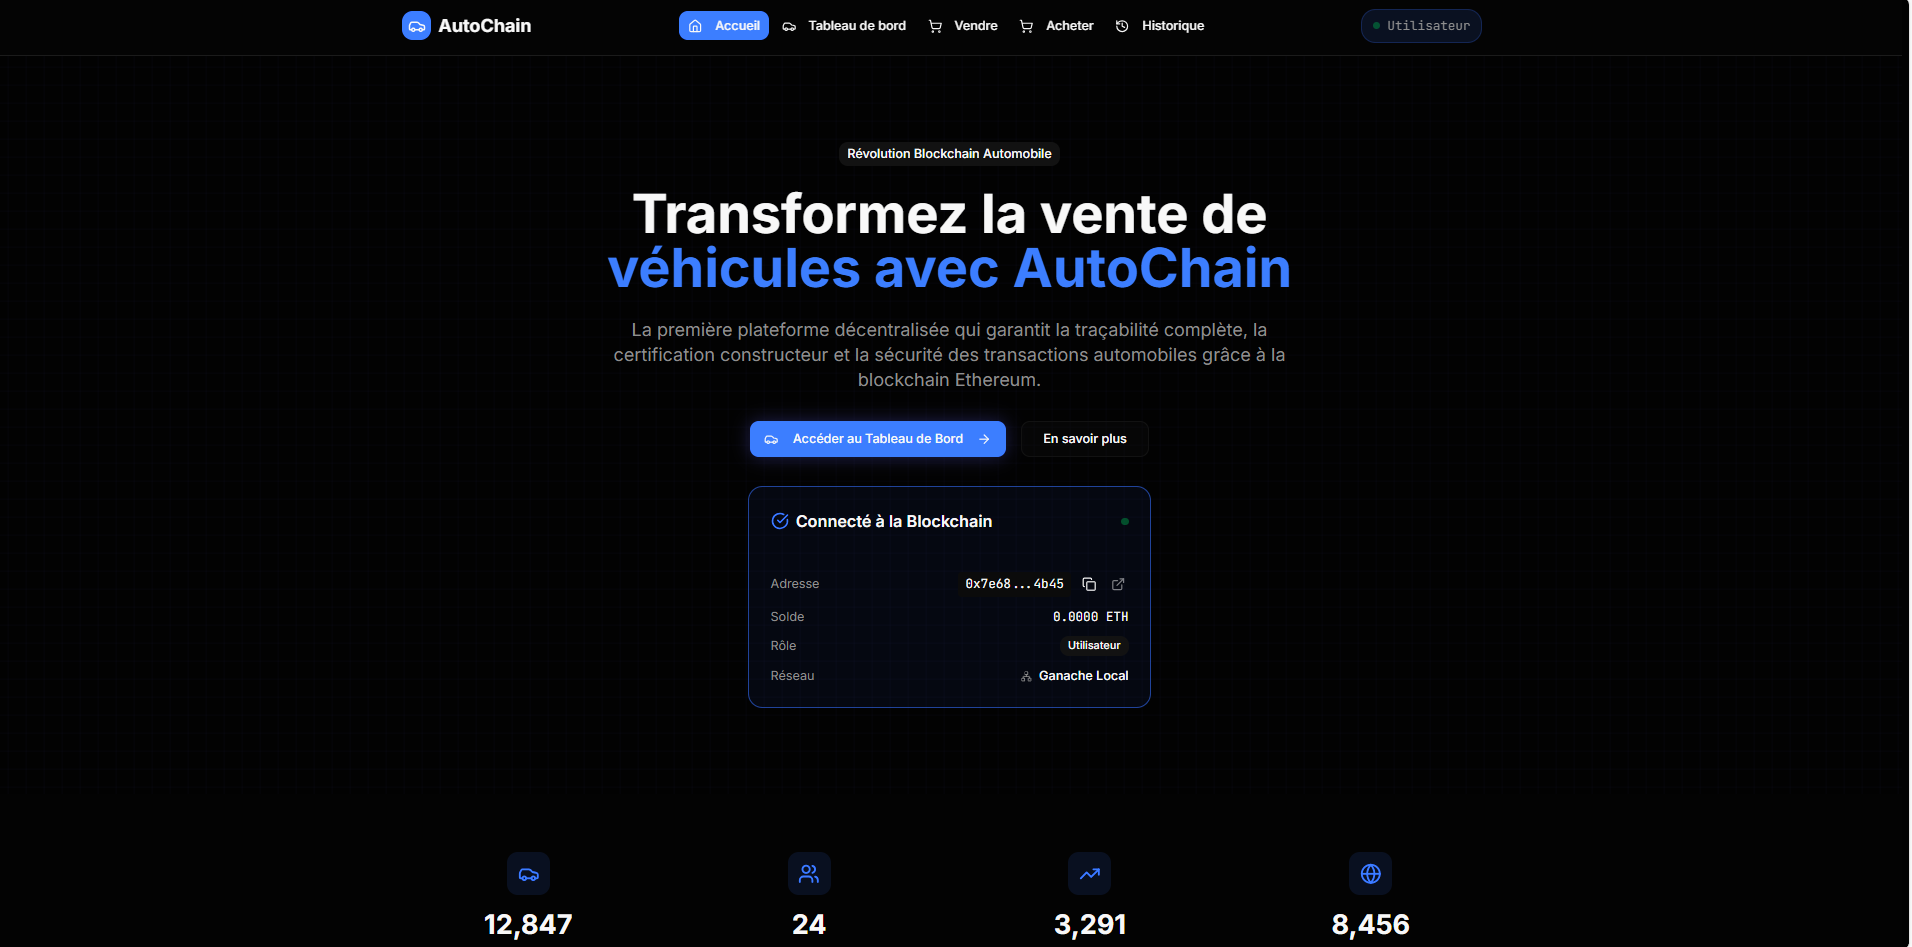 AutoChain
Accueil
Tableau de bord
Vendre
Acheter
Historique
Utilisateur
Révolution Blockchain Automobile
Transformez la vente de
véhicules avec AutoChain
La première plateforme décentralisée qui garantit la traçabilité complète, la
certification constructeur et la sécurité des transactions automobiles grâce à la
blockchain Ethereum.
Accéder au Tableau de Bord
En savoir plus
Connecté à la Blockchain
Adresse 0x7e68...4b45
Solde 0.0000 ETH
Rôle Utilisateur
Réseau Ganache Local
12,847
24
3,291
8,456